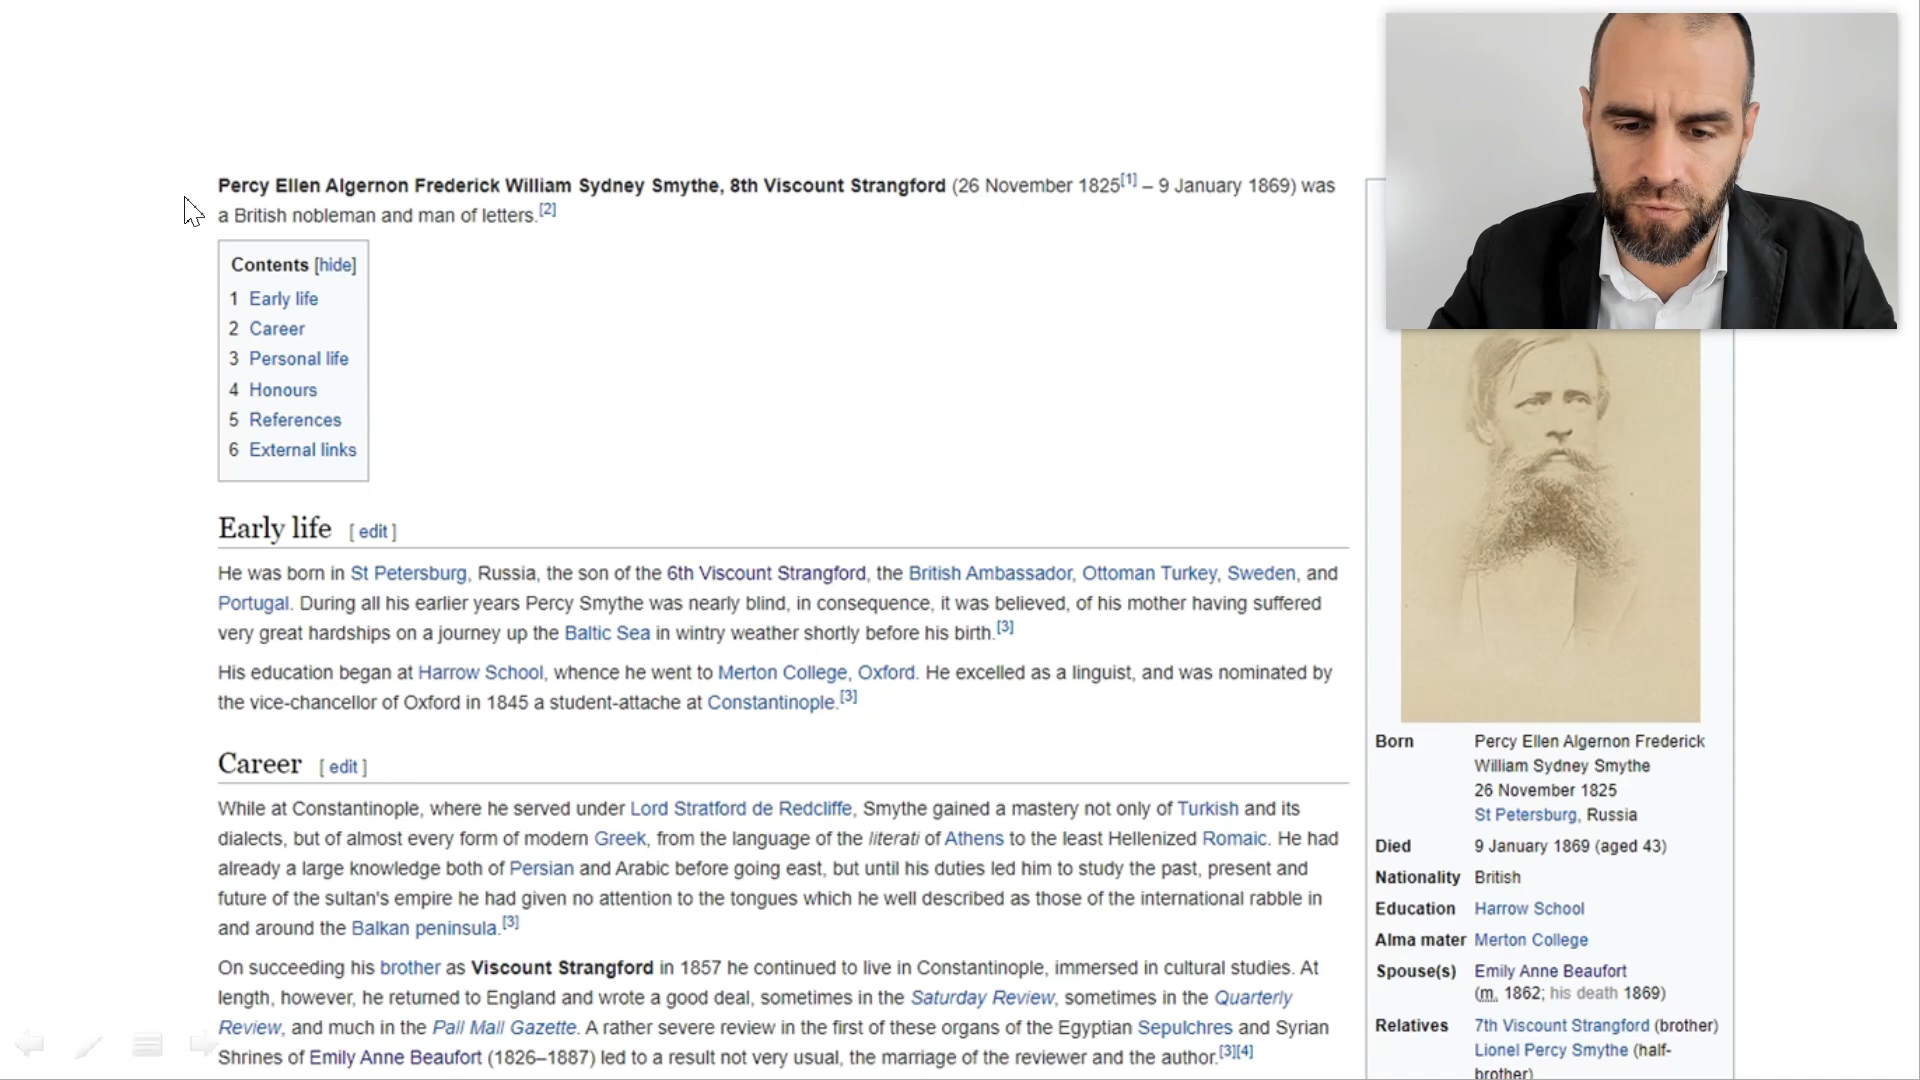 Percy Ellen Algernon Frederick William Sydney Smythe, 8th Viscount Strangford (26 November 1825[1] – 9 January 1869) was
a British nobleman and man of letters.[2]
Contents [hide]
1 Early life
2 Career
3 Personal life
4 Honours
5 References
6 External links
Early life [ edit ]
He was born in St Petersburg, Russia, the son of the 6th Viscount Strangford, the British Ambassador, Ottoman Turkey, Sweden, and
Portugal. During all his earlier years Percy Smythe was nearly blind, in consequence, it was believed, of his mother having suffered
very great hardships on a journey up the Baltic Sea in wintry weather shortly before his birth.[3]
His education began at Harrow School, whence he went to Merton College, Oxford. He excelled as a linguist, and was nominated by
the vice-chancellor of Oxford in 1845 a student-attache at Constantinople.[3]
Career [ edit ]
While at Constantinople, where he served under Lord Stratford de Redcliffe, Smythe gained a mastery not only of Turkish and its
dialects, but of almost every form of modern Greek, from the language of the literati of Athens to the least Hellenized Romaic. He had
already a large knowledge both of Persian and Arabic before going east, but until his duties led him to study the past, present and
future of the sultan's empire he had given no attention to the tongues which he well described as those of the international rabble in
and around the Balkan peninsula.[3]
On succeeding his brother as Viscount Strangford in 1857 he continued to live in Constantinople, immersed in cultural studies. At
length, however, he returned to England and wrote a good deal, sometimes in the Saturday Review, sometimes in the Quarterly
Review, and much in the Pall Mall Gazette. A rather severe review in the first of these organs of the Egyptian Sepulchres and Syrian
Shrines of Emily Anne Beaufort (1826–1887) led to a result not very usual, the marriage of the reviewer and the author.[3][4]
Born Percy Ellen Algernon Frederick
William Sydney Smythe
26 November 1825
St Petersburg, Russia
Died 9 January 1869 (aged 43)
Nationality British
Education Harrow School
Alma mater Merton College
Spouse(s) Emily Anne Beaufort
(m. 1862; his death 1869)
Relatives 7th Viscount Strangford (brother)
Lionel Percy Smythe (half-
brother)